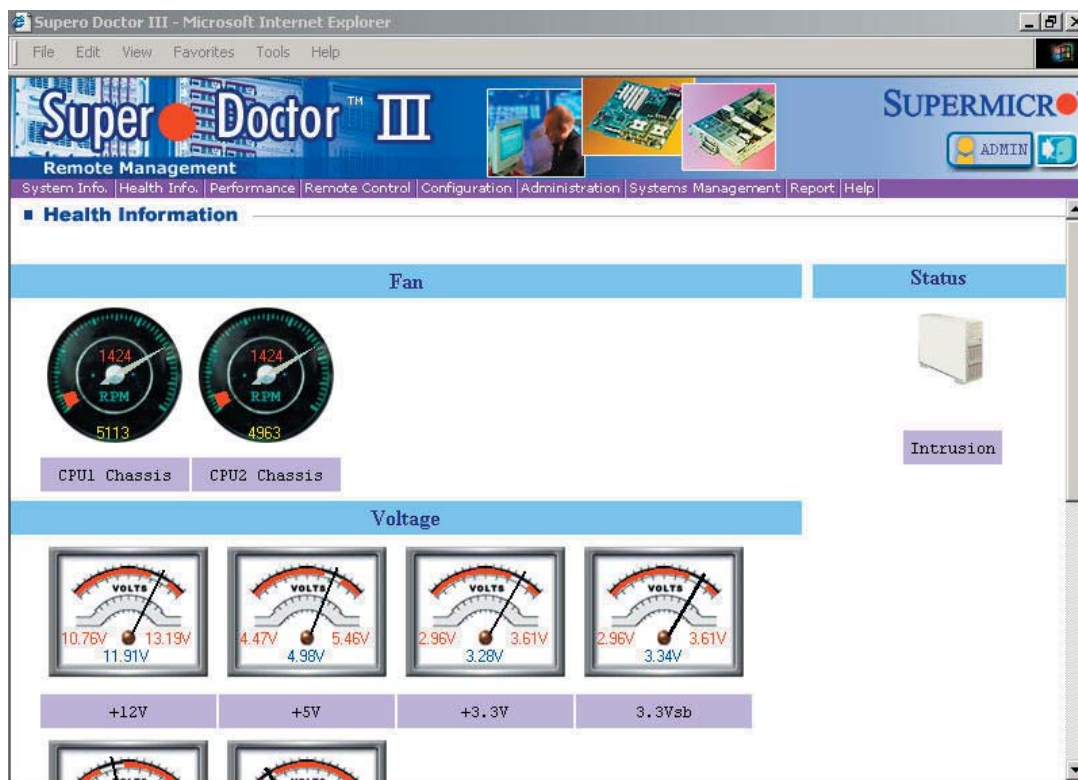 Supero Doctor III - Microsoft Internet Explorer
File Edit View Favorites Tools Help
Super Doctor™ III
SUPERMICRO
Remote Management
ADMIN
System Info. Health Info. Performance Remote Control Configuration Administration Systems Management Report Help
Health Information
Fan
Status
1424
RPM
5113
1424
RPM
4963
CPU1 Chassis
CPU2 Chassis
Intrusion
Voltage
VOLTS
10.76V 13.19V
11.91V
VOLTS
4.47V 5.46V
4.98V
VOLTS
2.96V 3.61V
3.28V
VOLTS
2.96V 3.61V
3.34V
+12V
+5V
+3.3V
3.3Vsb